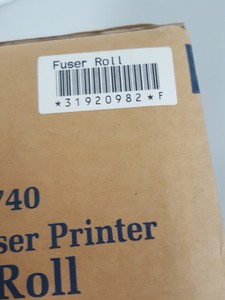 Fuser Roll
*31920982*F
740
ser Printer
Roll